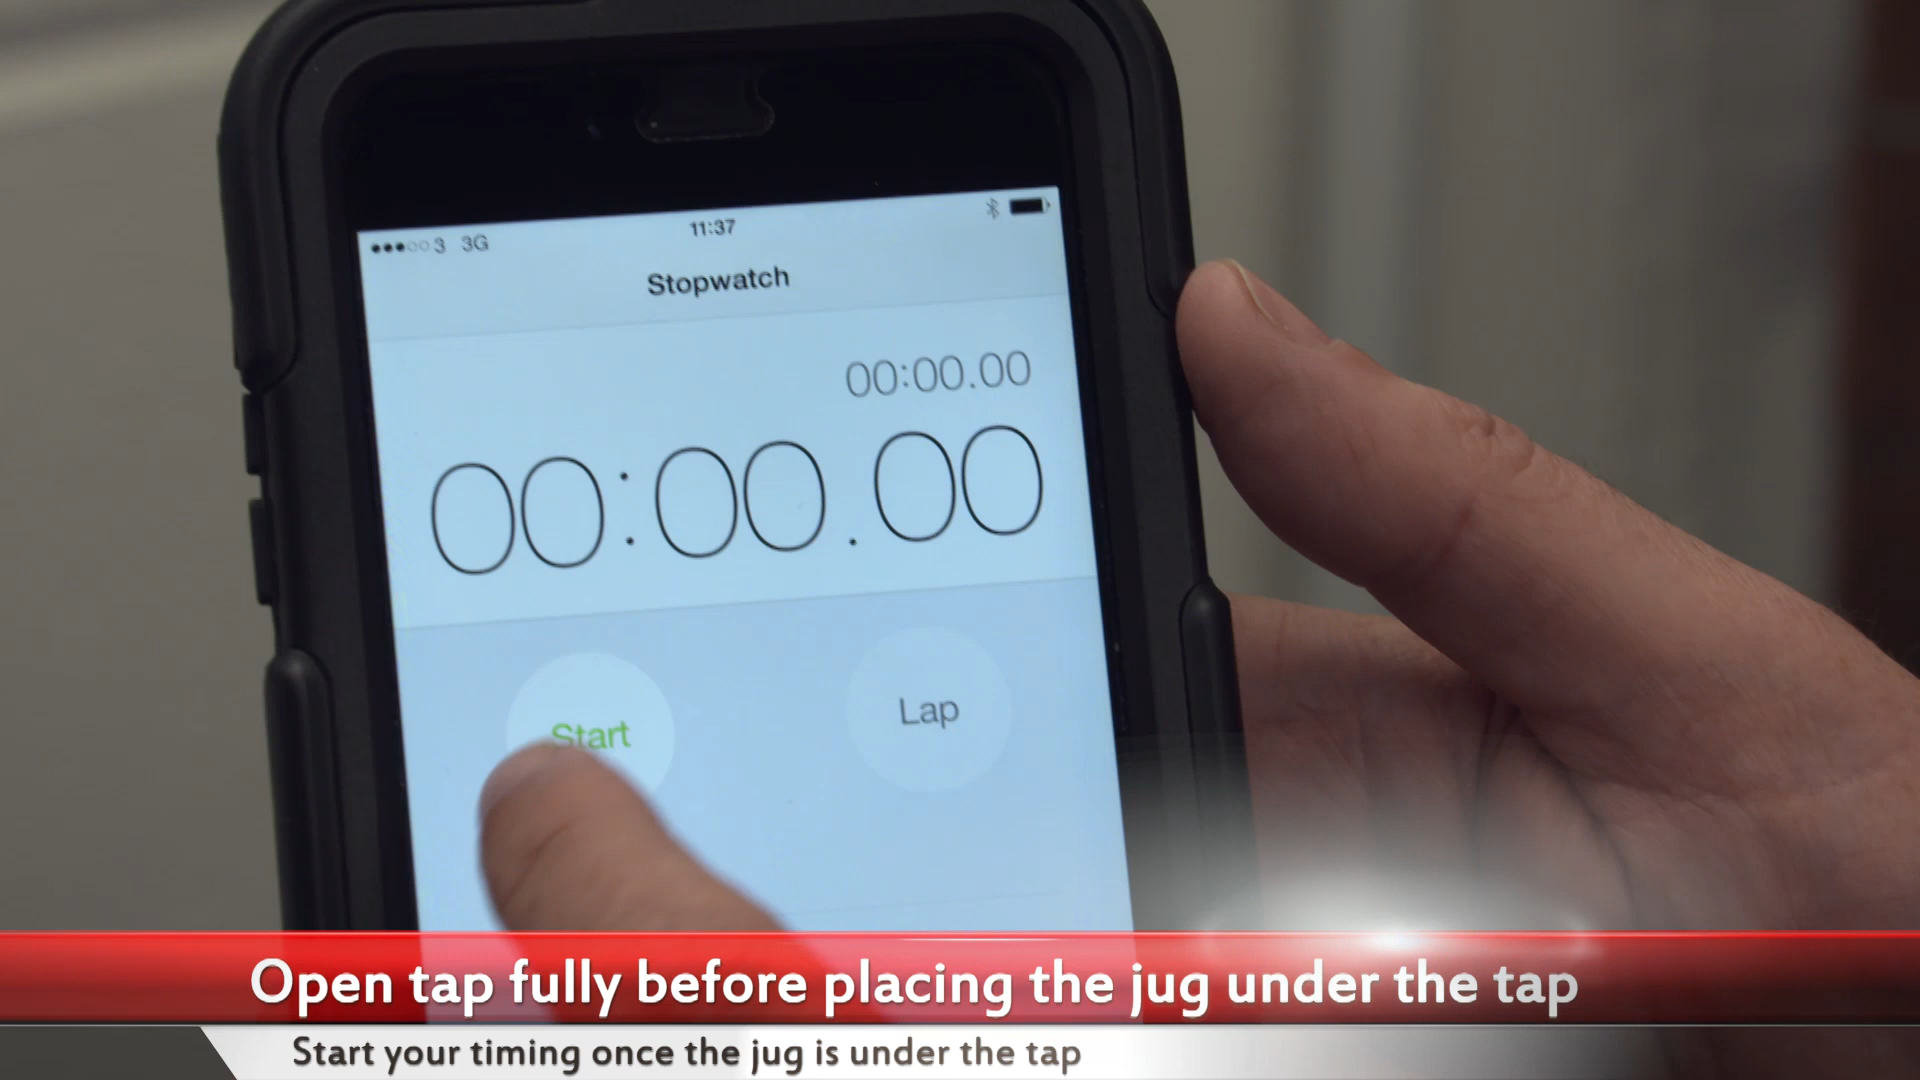 ●●●○○ 3 3G 11:37
Stopwatch
00:00.00
00:00.00
Start Lap
Open tap fully before placing the jug under the tap
Start your timing once the jug is under the tap